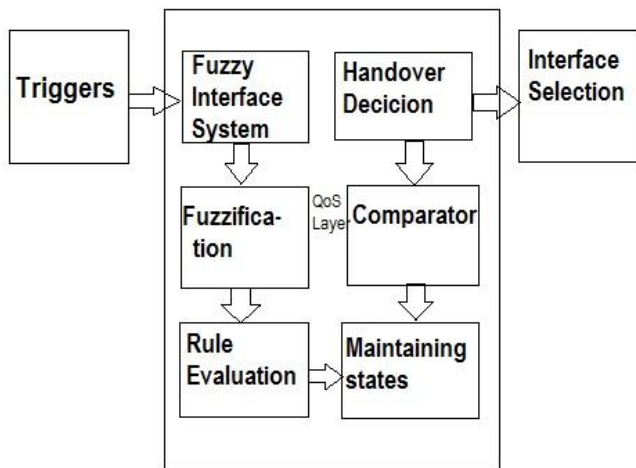 Triggers
Fuzzy
Interface
System
Handover
Decicion
Interface
Selection
Fuzzifica-
tion
QoS
Layer
Comparator
Rule
Evaluation
Maintaining
states